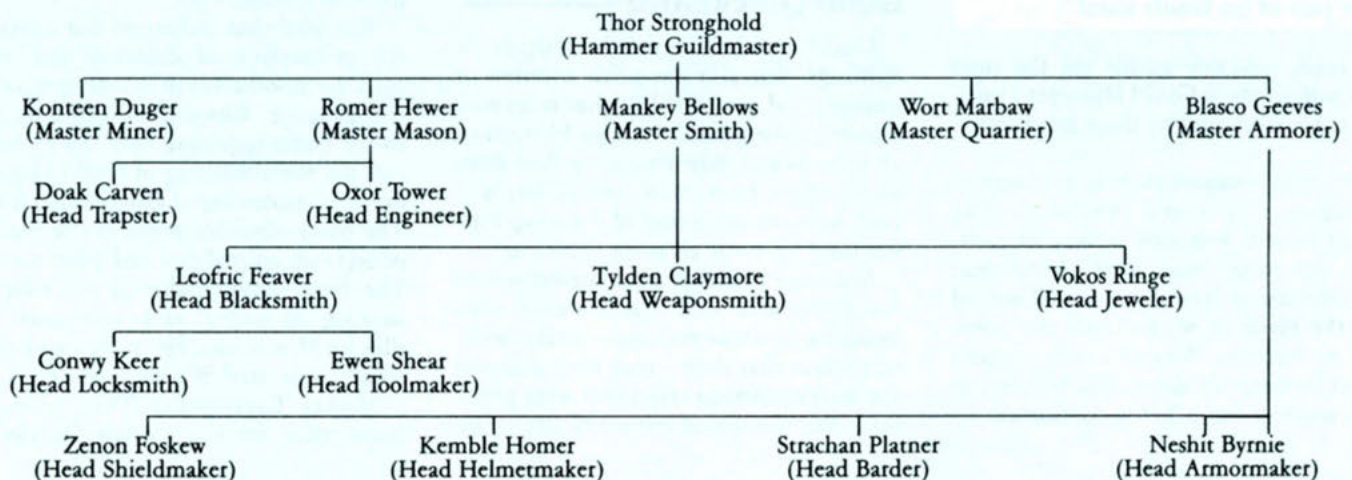 Thor Stronghold
(Hammer Guildmaster)
Konteen Duger
(Master Miner)
Romer Hewer
(Master Mason)
Mankey Bellows
(Master Smith)
Wort Marbaw
(Master Quarrier)
Blasco Geeves
(Master Armorer)
Doak Carven
(Head Trapster)
Oxor Tower
(Head Engineer)
Leofric Feaver
(Head Blacksmith)
Tylden Claymore
(Head Weaponsmith)
Vokos Ringe
(Head Jeweler)
Conwy Keer
(Head Locksmith)
Ewen Shear
(Head Toolmaker)
Zenon Foskew
(Head Shieldmaker)
Kemble Homer
(Head Helmetmaker)
Strachan Platner
(Head Barder)
Neshit Byrnie
(Head Armormaker)